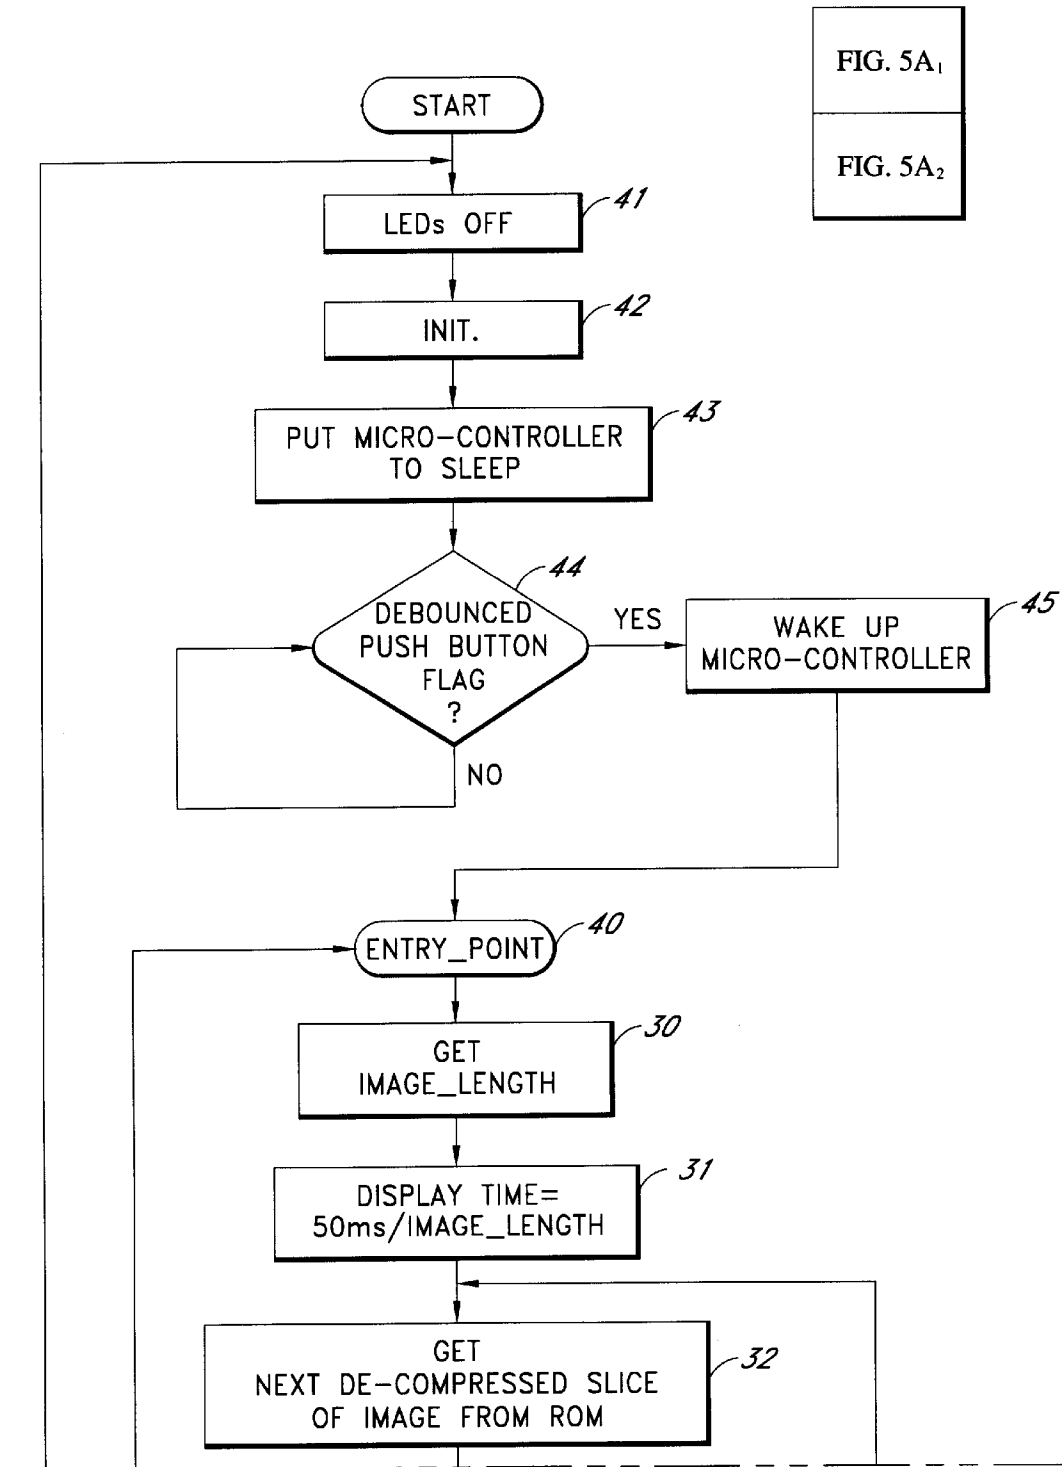 FIG. 5A₁
FIG. 5A₂
START
41
LEDs OFF
42
INIT.
43
PUT MICRO-CONTROLLER
TO SLEEP
44
DEBOUNCED
PUSH BUTTON
FLAG
?
YES
NO
45
WAKE UP
MICRO-CONTROLLER
40
ENTRY_POINT
30
GET
IMAGE_LENGTH
31
DISPLAY TIME=
50ms/IMAGE_LENGTH
32
GET
NEXT DE-COMPRESSED SLICE
OF IMAGE FROM ROM